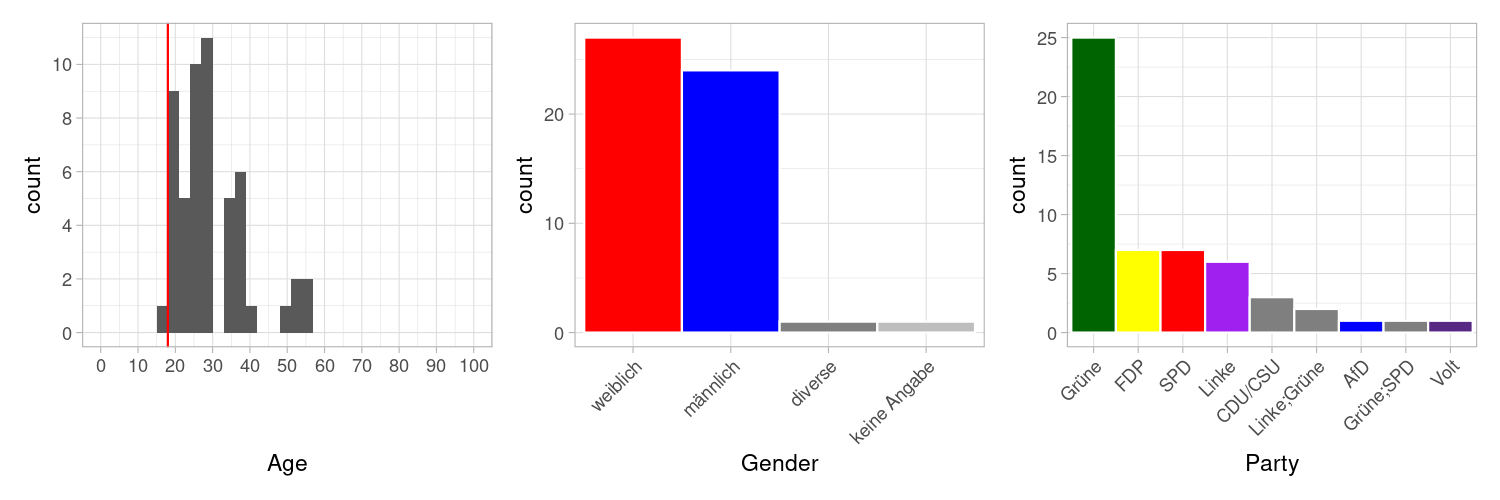 count
10
8
6
4
2
0
0 10 20 30 40 50 60 70 80 90 100
Age
count
20
10
0
weiblich
männlich
diverse
keine Angabe
Gender
count
25
20
15
10
5
0
Grüne
FDP
SPD
Linke
CDU/CSU
Linke;Grüne
AfD
Grüne;SPD
Volt
Party